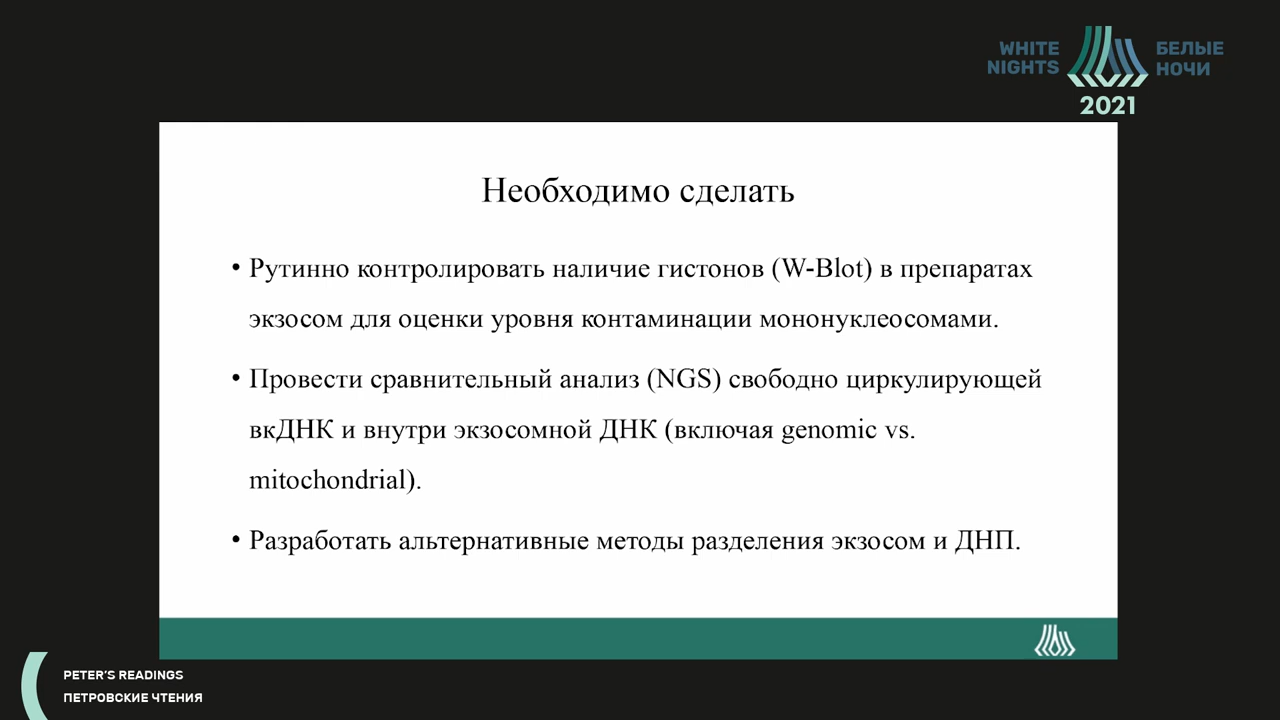 WHITE NIGHTS
БЕЛЫЕ НОЧИ
2021
Необходимо сделать
• Рутинно контролировать наличие гистонов (W-Blot) в препаратах
экзосом для оценки уровня контаминации мононуклеосомами.
• Провести сравнительный анализ (NGS) свободно циркулирующей
вкДНК и внутри экзосомной ДНК (включая genomic vs.
mitochondrial).
• Разработать альтернативные методы разделения экзосом и ДНП.
PETER'S READINGS
ПЕТРОВСКИЕ ЧТЕНИЯ